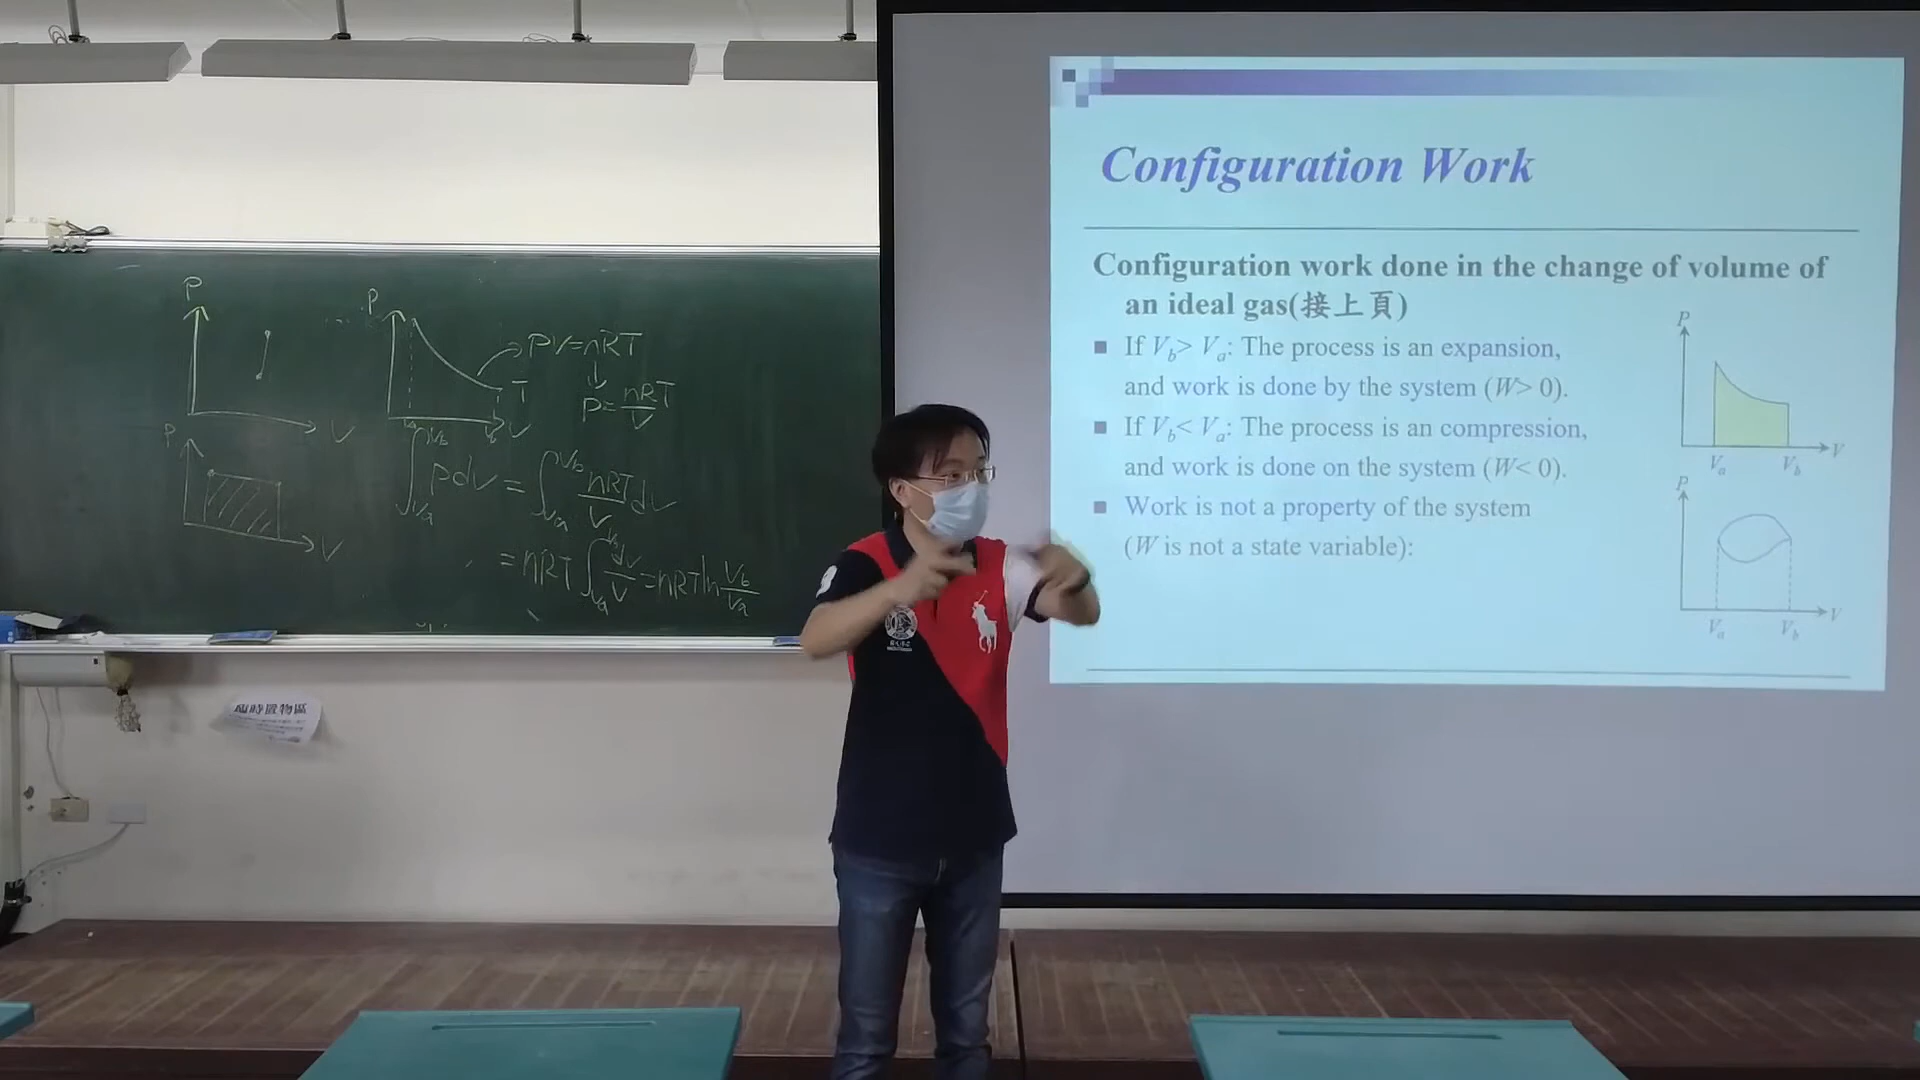 P
V
P
PV=nRT
T
P=nRT/V
Va Vb V
P
V
∫Va^Vb PdV = ∫Va^Vb nRT/V dV
=nRT ∫Va^Vb dV/V =nRT ln Vb/Va
臨時置物區
Configuration Work
Configuration work done in the change of volume of
an ideal gas(接上頁)
■ If Vb> Va: The process is an expansion,
and work is done by the system (W> 0).
■ If Vb< Va: The process is an compression,
and work is done on the system (W< 0).
■ Work is not a property of the system
(W is not a state variable):
P
V
Va Vb
P
V
Va Vb
3